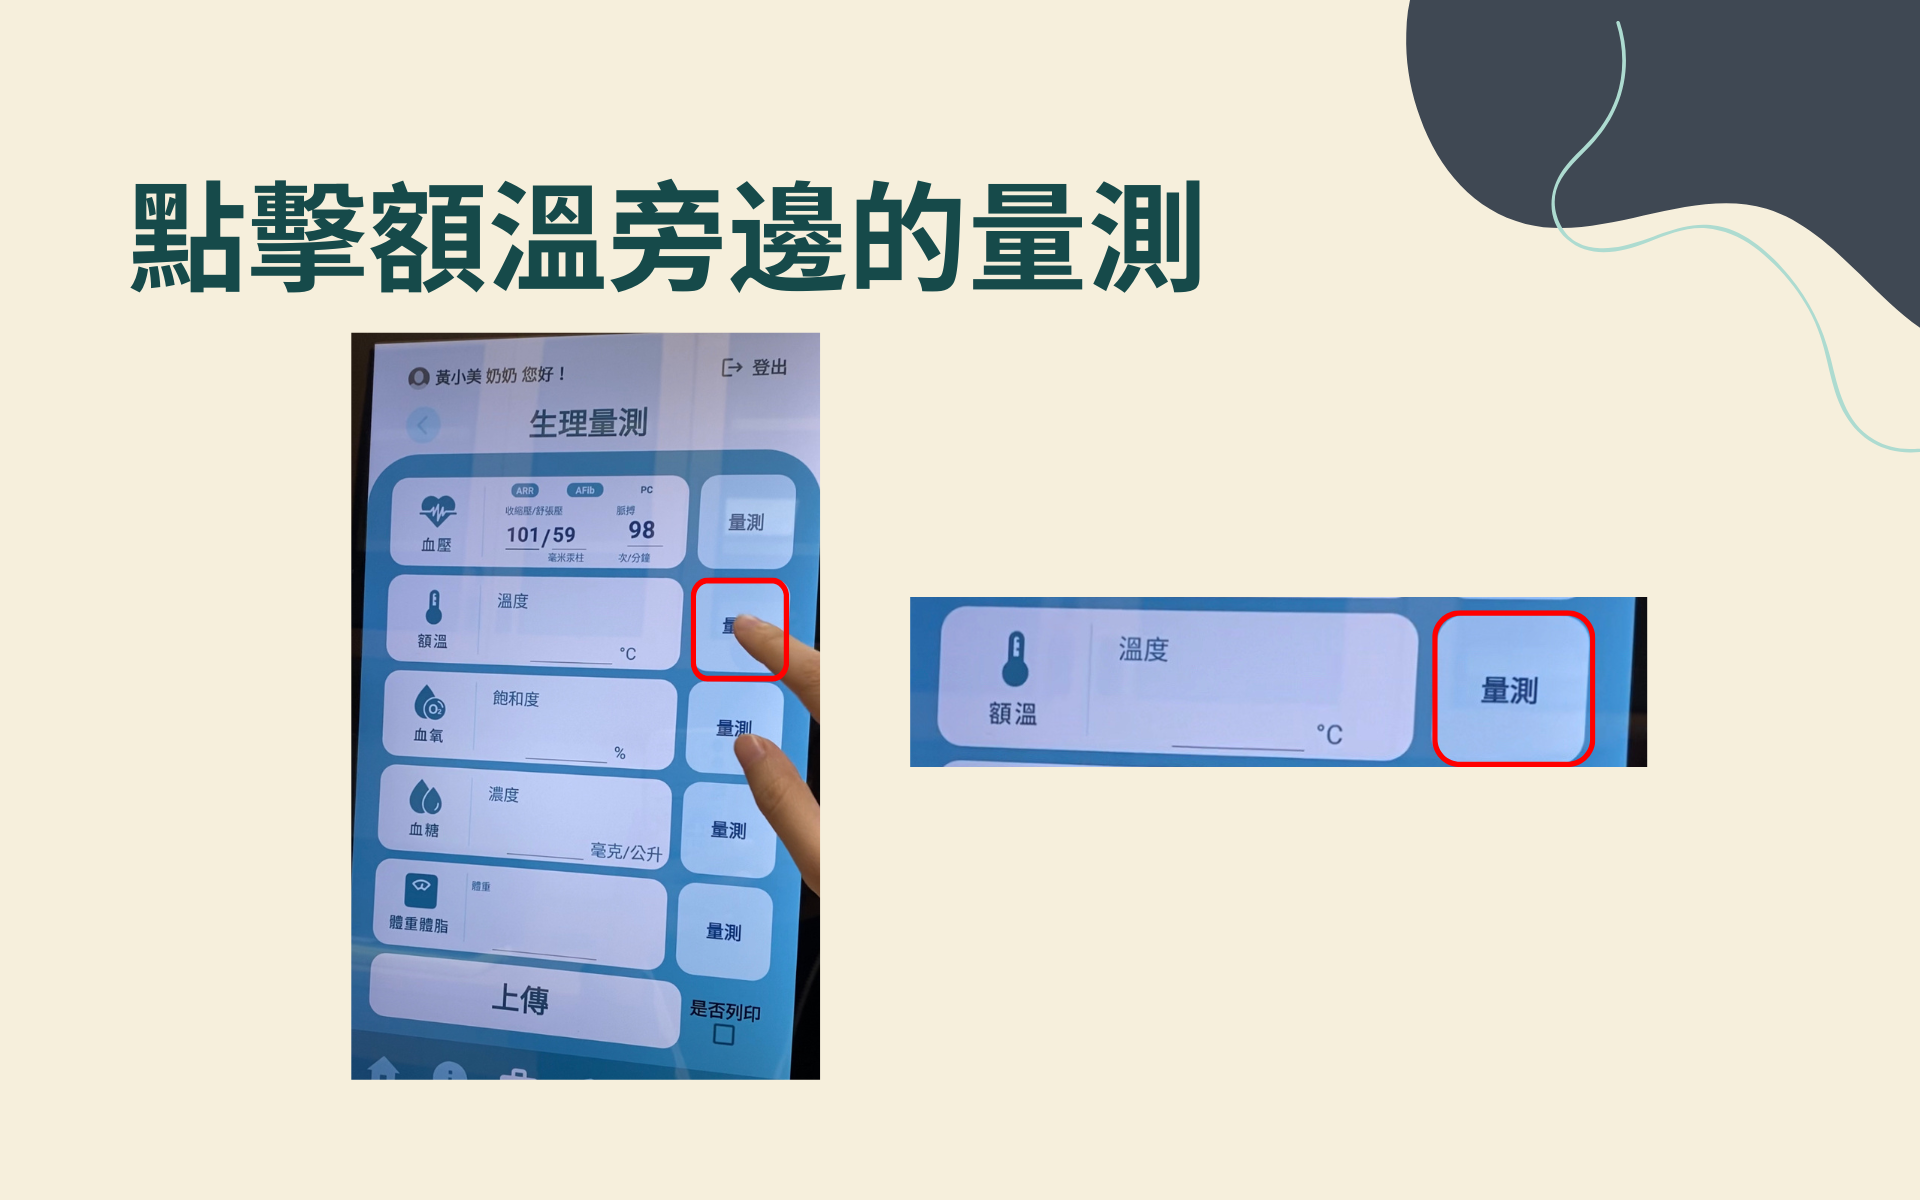 點擊額溫旁邊的量測
黃小美 奶奶 您好！
登出
生理量測
ARR AFib PC
收縮壓/舒張壓 脈搏
101/59 98
毫米汞柱 次/分鐘
血壓
量測
溫度
額溫
°C
量
飽和度
O₂
血氧
%
量測
濃度
血糖
毫克/公升
量測
體重
體重體脂
量測
上傳
是否列印
溫度
額溫
°C
量測